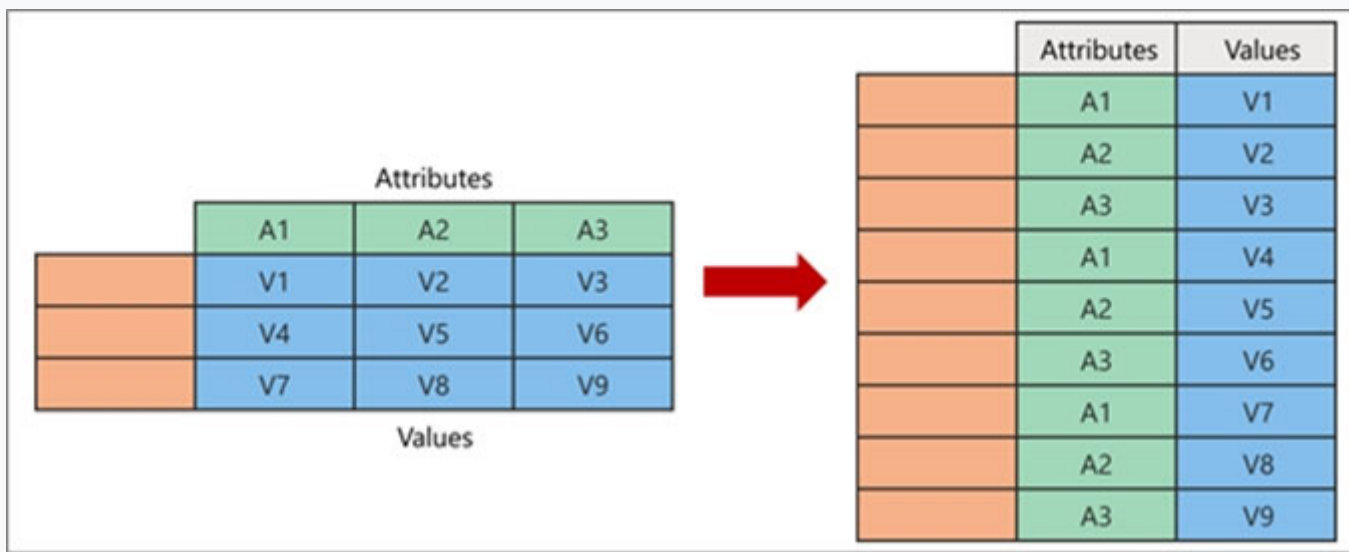 Attributes
A1 A2 A3
V1 V2 V3
V4 V5 V6
V7 V8 V9
Values
Attributes Values
A1 V1
A2 V2
A3 V3
A1 V4
A2 V5
A3 V6
A1 V7
A2 V8
A3 V9